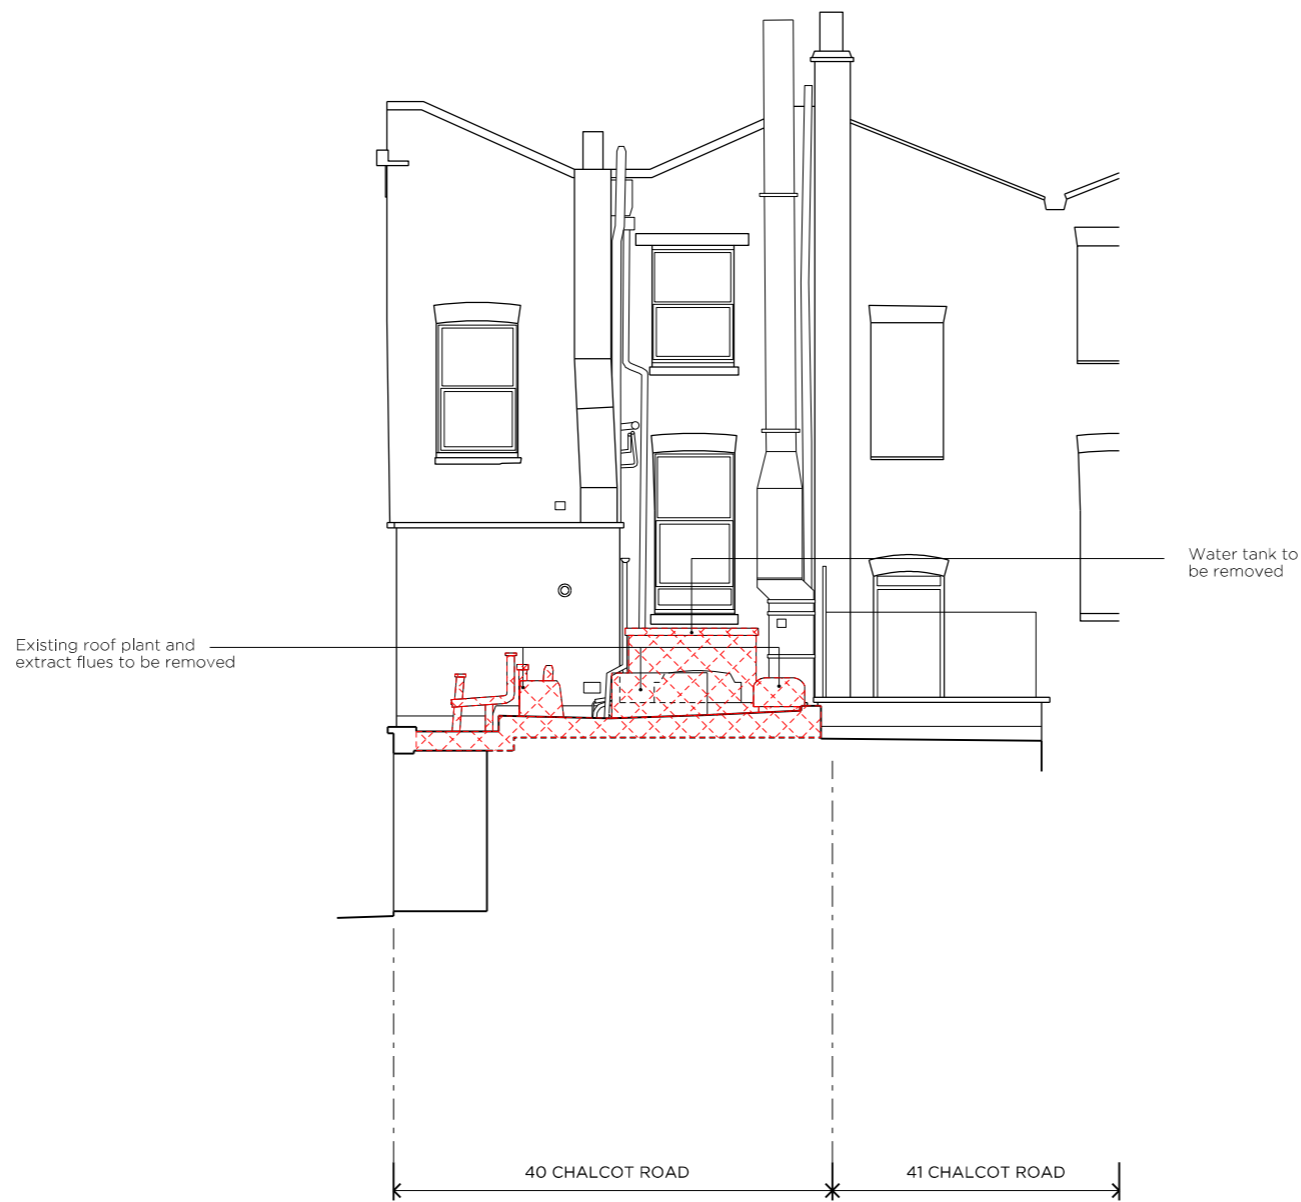 Water tank to
be removed
Existing roof plant and
extract flues to be removed
40 CHALCOT ROAD
41 CHALCOT ROAD